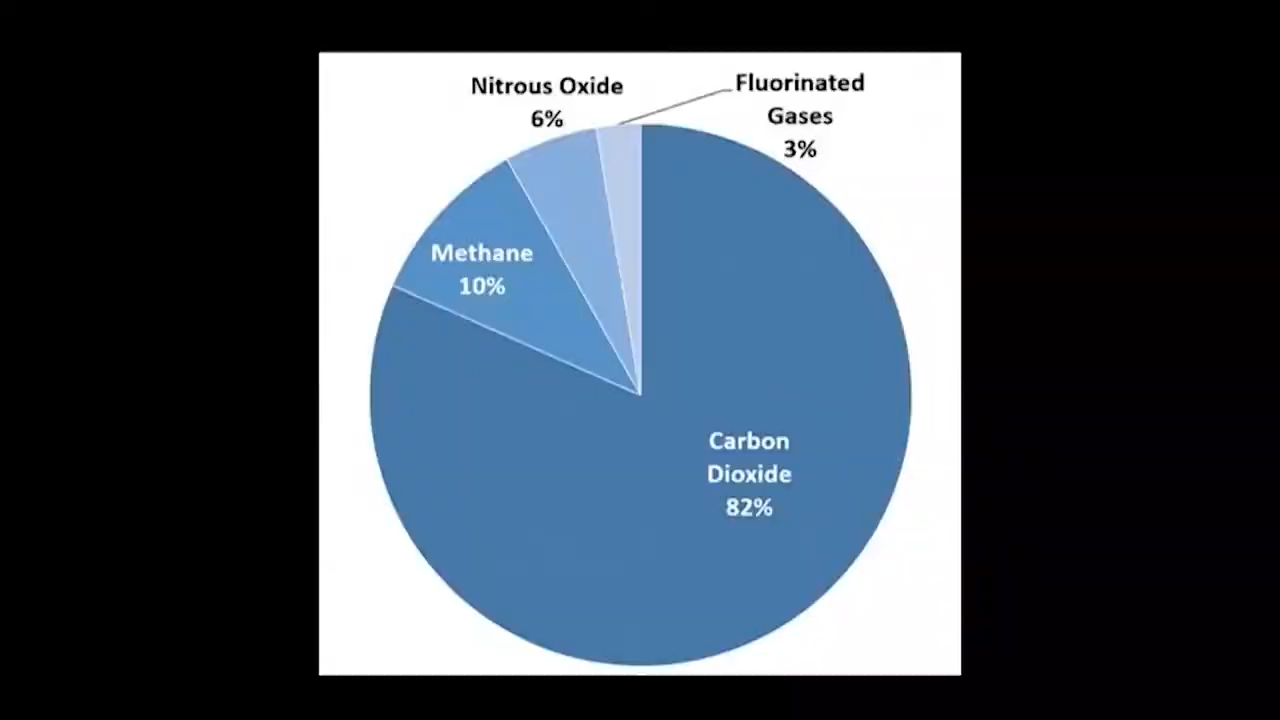 Nitrous Oxide
6%
Fluorinated
Gases
3%
Methane
10%
Carbon
Dioxide
82%